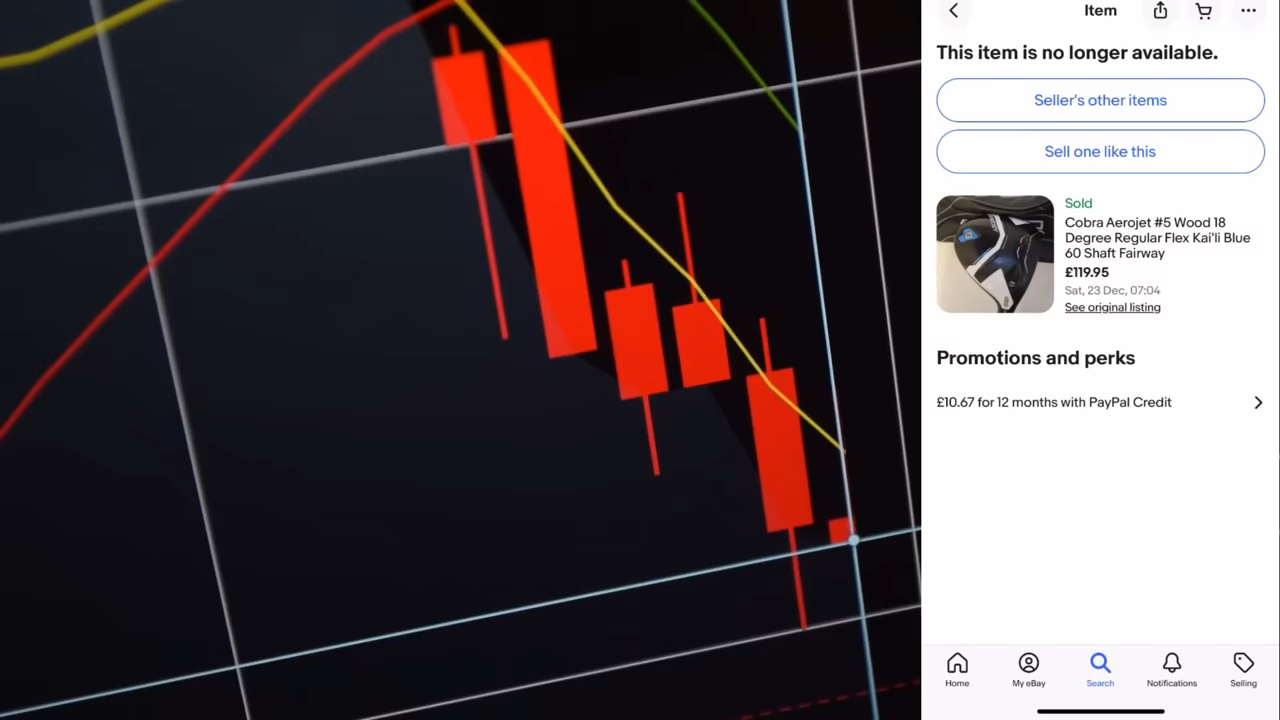 Item
This item is no longer available.
Seller's other items
Sell one like this
Sold
Cobra Aerojet #5 Wood 18
Degree Regular Flex Kai'li Blue
60 Shaft Fairway
£119.95
Sat, 23 Dec, 07:04
See original listing
Promotions and perks
£10.67 for 12 months with PayPal Credit
Home
My eBay
Search
Notifications
Selling